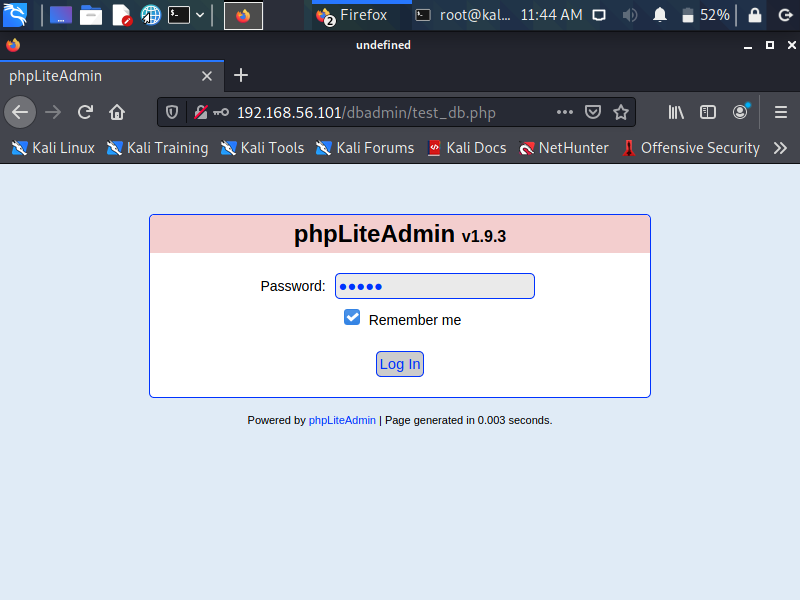 Firefox
root@kal...
11:44 AM
52%
2
undefined
phpLiteAdmin
192.168.56.101/dbadmin/test_db.php
Kali Linux
Kali Training
Kali Tools
Kali Forums
Kali Docs
NetHunter
Offensive Security
phpLiteAdmin v1.9.3
Password: ●●●●●
Remember me
Log In
Powered by phpLiteAdmin | Page generated in 0.003 seconds.